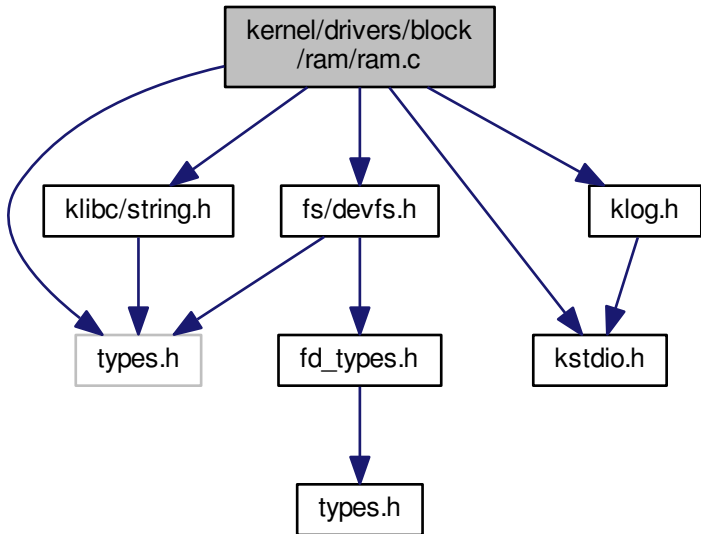 kernel/drivers/block
/ram/ram.c
klibc/string.h
fs/devfs.h
klog.h
types.h
fd_types.h
kstdio.h
types.h